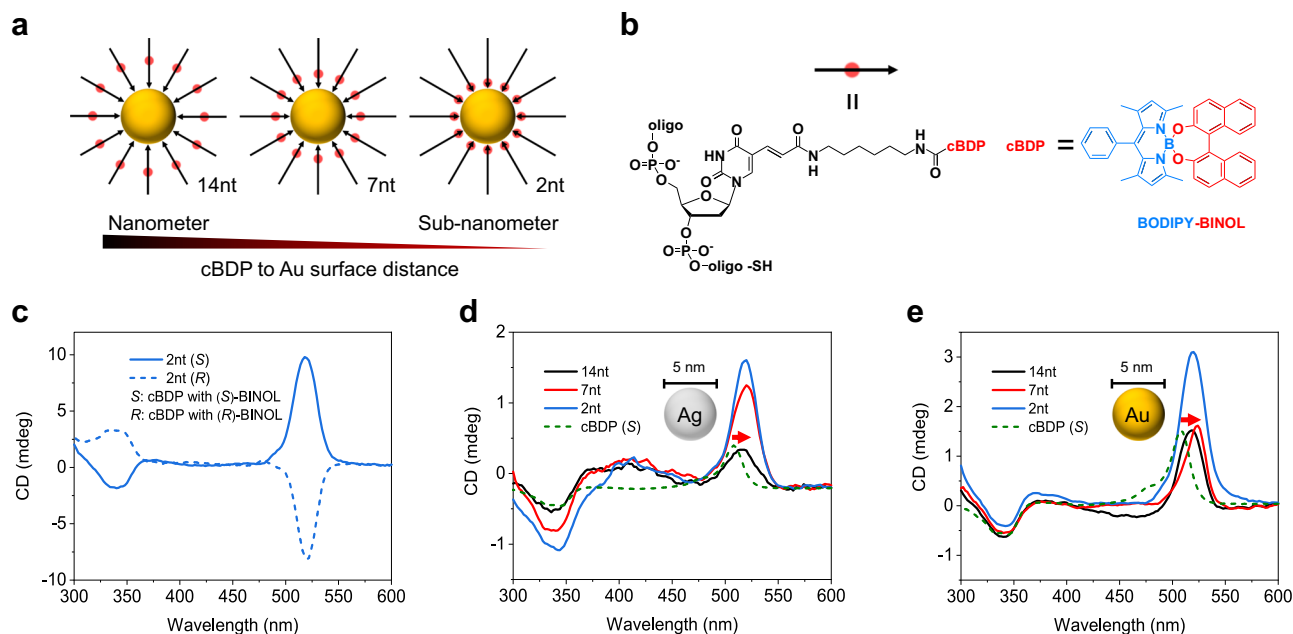 a
14nt
7nt
2nt
Nanometer
Sub-nanometer
cBDP to Au surface distance
b
oligo
O
O=P-O-
O
O
NH
O
N
O
O
O=P-O-
O-oligo -SH
O
N
H
H
N
O
cBDP
cBDP
=
N
B
N
O
O
BODIPY-BINOL
c
CD (mdeg)
10
5
0
-5
-10
2nt (S)
2nt (R)
S: cBDP with (S)-BINOL
R: cBDP with (R)-BINOL
300 350 400 450 500 550 600
Wavelength (nm)
d
CD (mdeg)
2
1
0
-1
14nt
7nt
2nt
cBDP (S)
5 nm
Ag
300 350 400 450 500 550 600
Wavelength (nm)
e
CD (mdeg)
3
2
1
0
-1
14nt
7nt
2nt
cBDP (S)
5 nm
Au
300 350 400 450 500 550 600
Wavelength (nm)